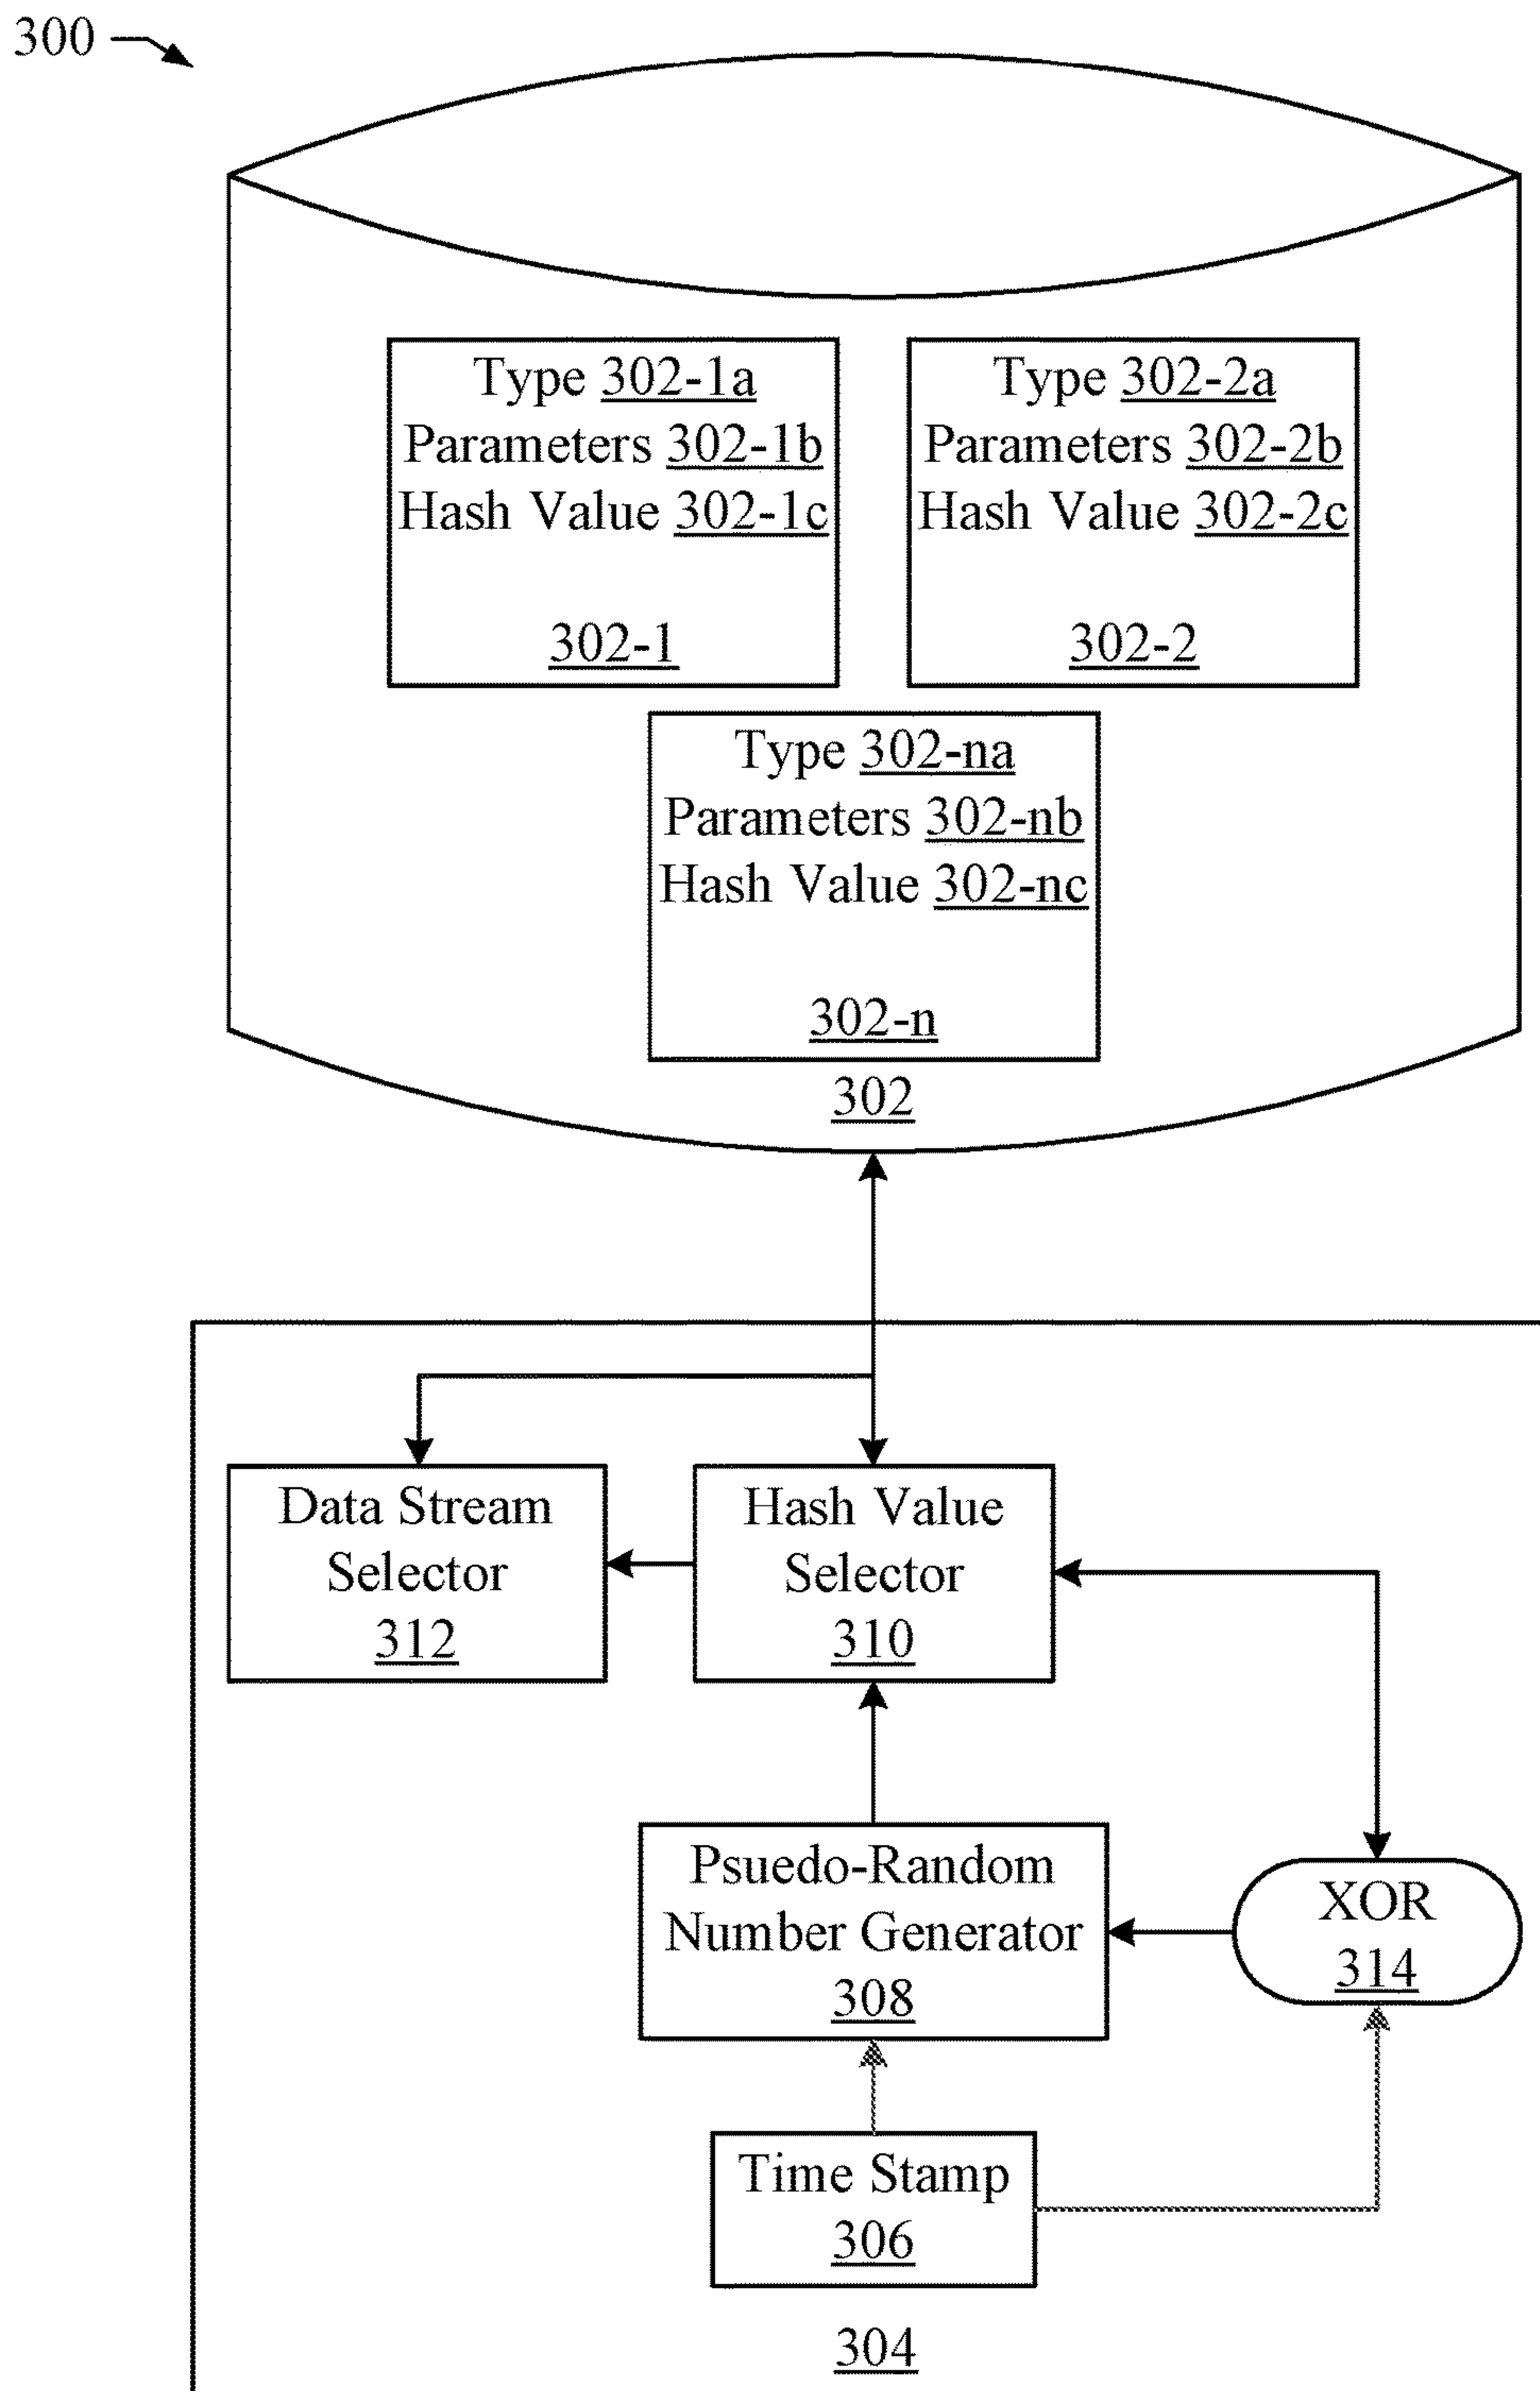 300
Type 302-1a
Parameters 302-1b
Hash Value 302-1c
302-1
Type 302-2a
Parameters 302-2b
Hash Value 302-2c
302-2
Type 302-na
Parameters 302-nb
Hash Value 302-nc
302-n
302
Data Stream
Selector
312
Hash Value
Selector
310
Psuedo-Random
Number Generator
308
XOR
314
Time Stamp
306
304